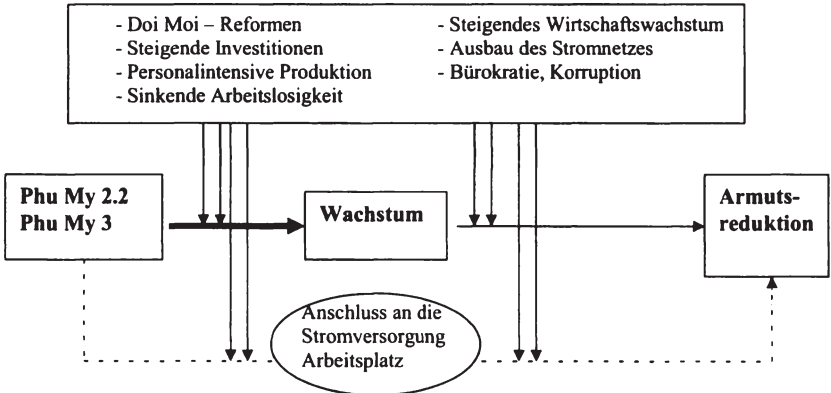 - Doi Moi – Reformen
- Steigende Investitionen
- Personalintensive Produktion
- Sinkende Arbeitslosigkeit
- Steigendes Wirtschaftswachstum
- Ausbau des Stromnetzes
- Bürokratie, Korruption
Phu My 2.2
Phu My 3
Wachstum
Armuts-
reduktion
Anschluss an die
Stromversorgung
Arbeitsplatz